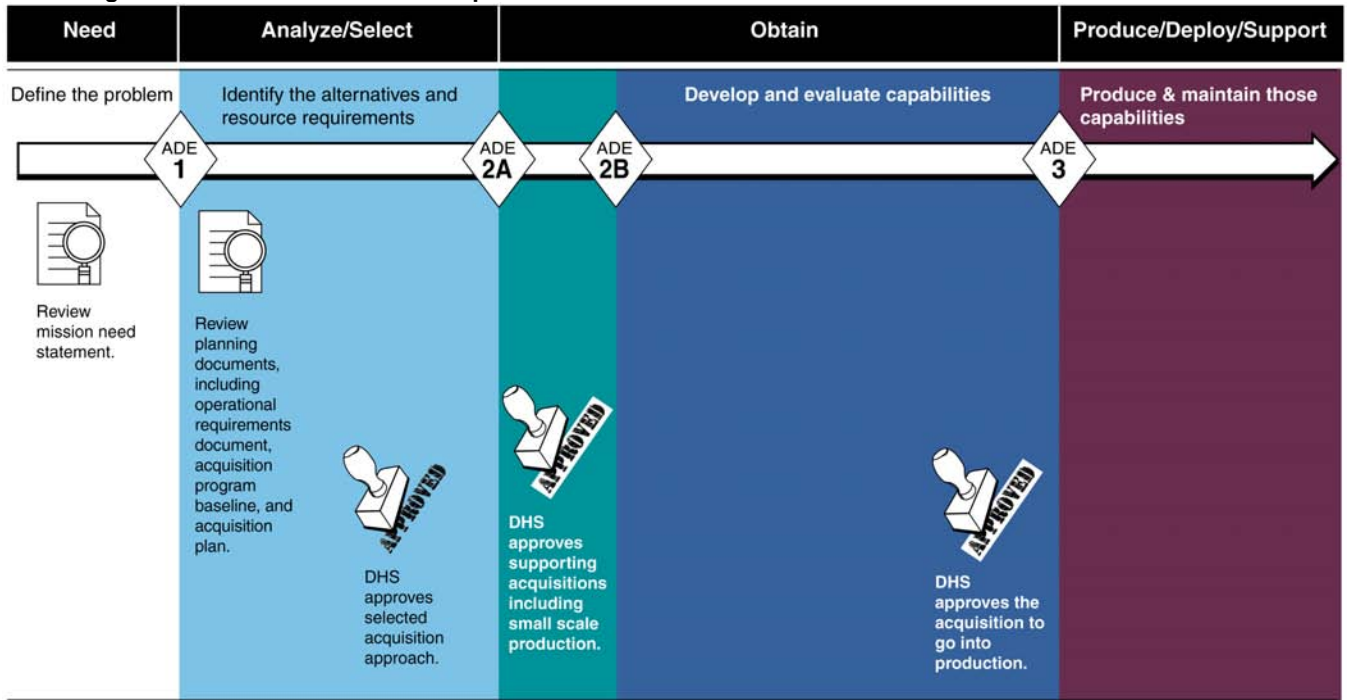 Need
Analyze/Select
Obtain
Produce/Deploy/Support
Define the problem
Identify the alternatives and
resource requirements
Develop and evaluate capabilities
Produce & maintain those
capabilities
ADE
1
ADE
2A
ADE
2B
ADE
3
Review
mission need
statement.
Review
planning
documents,
including
operational
requirements
document,
acquisition
program
baseline, and
acquisition
plan.
APPROVED
DHS
approves
selected
acquisition
approach.
APPROVED
DHS
approves
supporting
acquisitions
including
small scale
production.
APPROVED
DHS
approves the
acquisition to
go into
production.